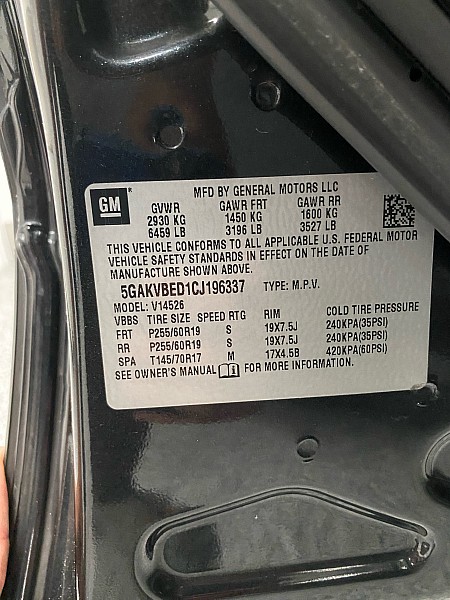 GM
MFD BY GENERAL MOTORS LLC
GVWR GAWR FRT GAWR RR
2930 KG 1450 KG 1600 KG
6459 LB 3196 LB 3527 LB
THIS VEHICLE CONFORMS TO ALL APPLICABLE U.S. FEDERAL MOTOR
VEHICLE SAFETY STANDARDS IN EFFECT ON THE DATE OF
MANUFACTURE SHOWN ABOVE.
5GAKVBED1CJ196337 TYPE: M.P.V.
MODEL: V14526
VBBS TIRE SIZE SPEED RTG RIM COLD TIRE PRESSURE
FRT P255/60R19 S 19X7.5J 240KPA(35PSI)
RR P255/60R19 S 19X7.5J 240KPA(35PSI)
SPA T145/70R17 M 17X4.5B 420KPA(60PSI)
SEE OWNER'S MANUAL FOR MORE INFORMATION.